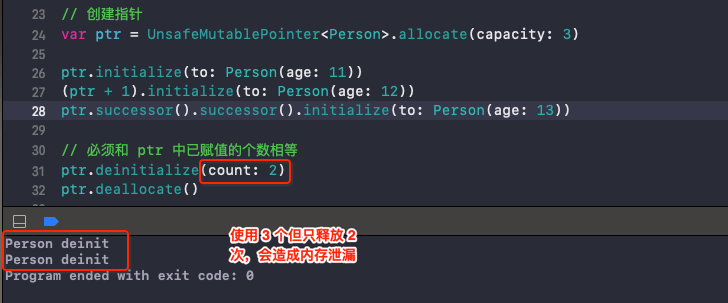 23 // 创建指针
24 var ptr = UnsafeMutablePointer<Person>.allocate(capacity: 3)
26 ptr.initialize(to: Person(age: 11))
27 (ptr + 1).initialize(to: Person(age: 12))
28 ptr.successor().successor().initialize(to: Person(age: 13))
29
30 // 必须和 ptr 中已赋值的个数相等
31 ptr.deinitialize(count: 2)
32 ptr.deallocate()
Person deinit
Person deinit
Program ended with exit code: 0
使用 3 个但只释放 2
次，会造成内存泄漏